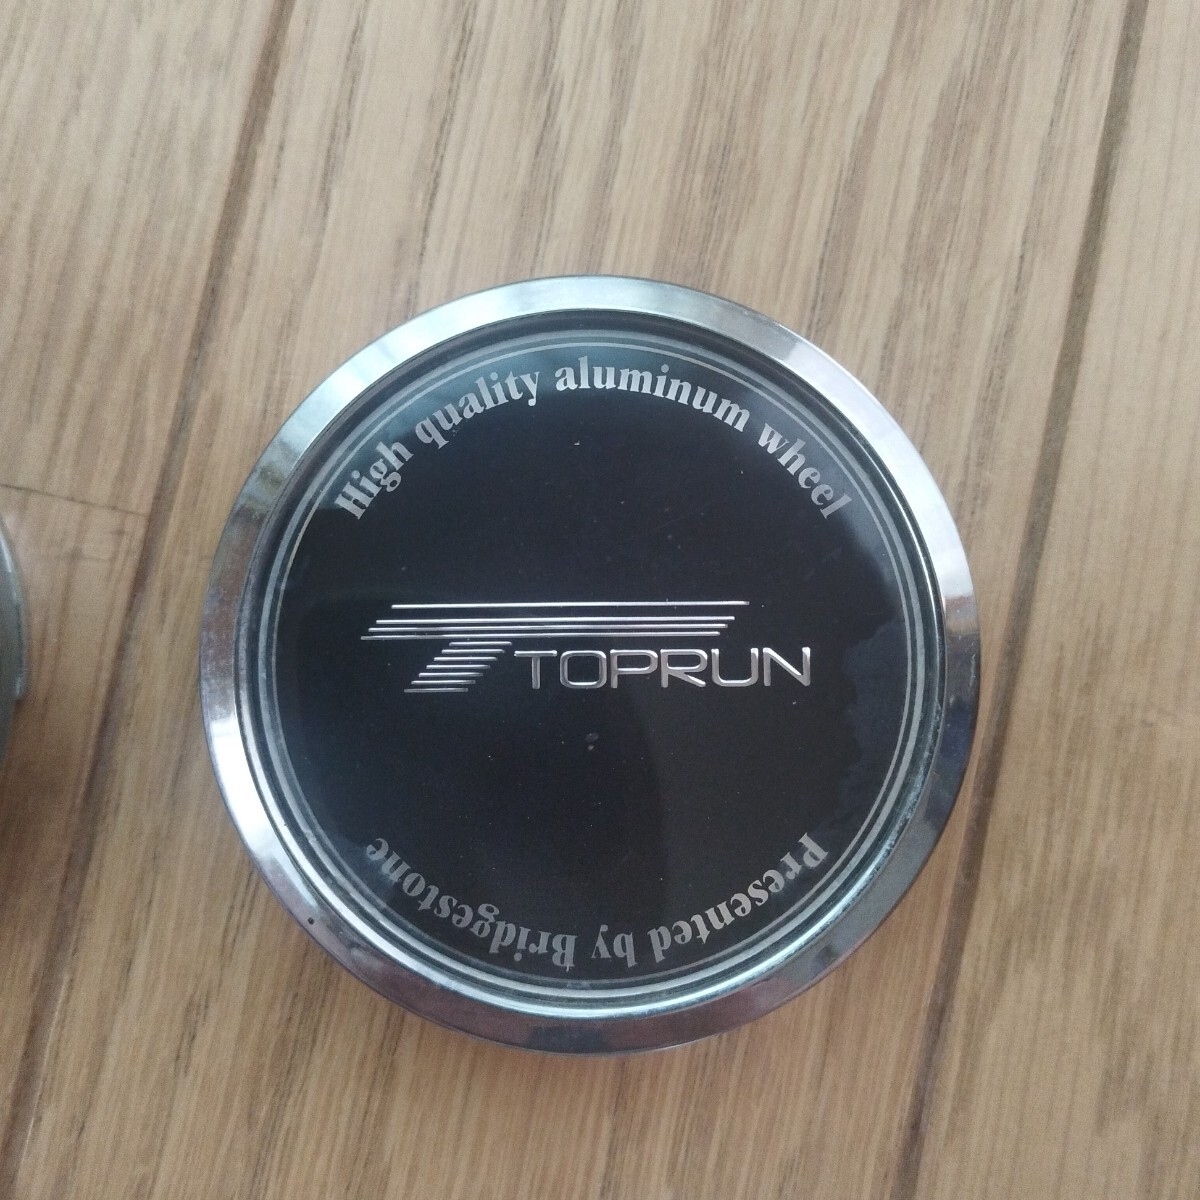 High quality aluminum wheel
TOPRUN
Presented by Bridgestone